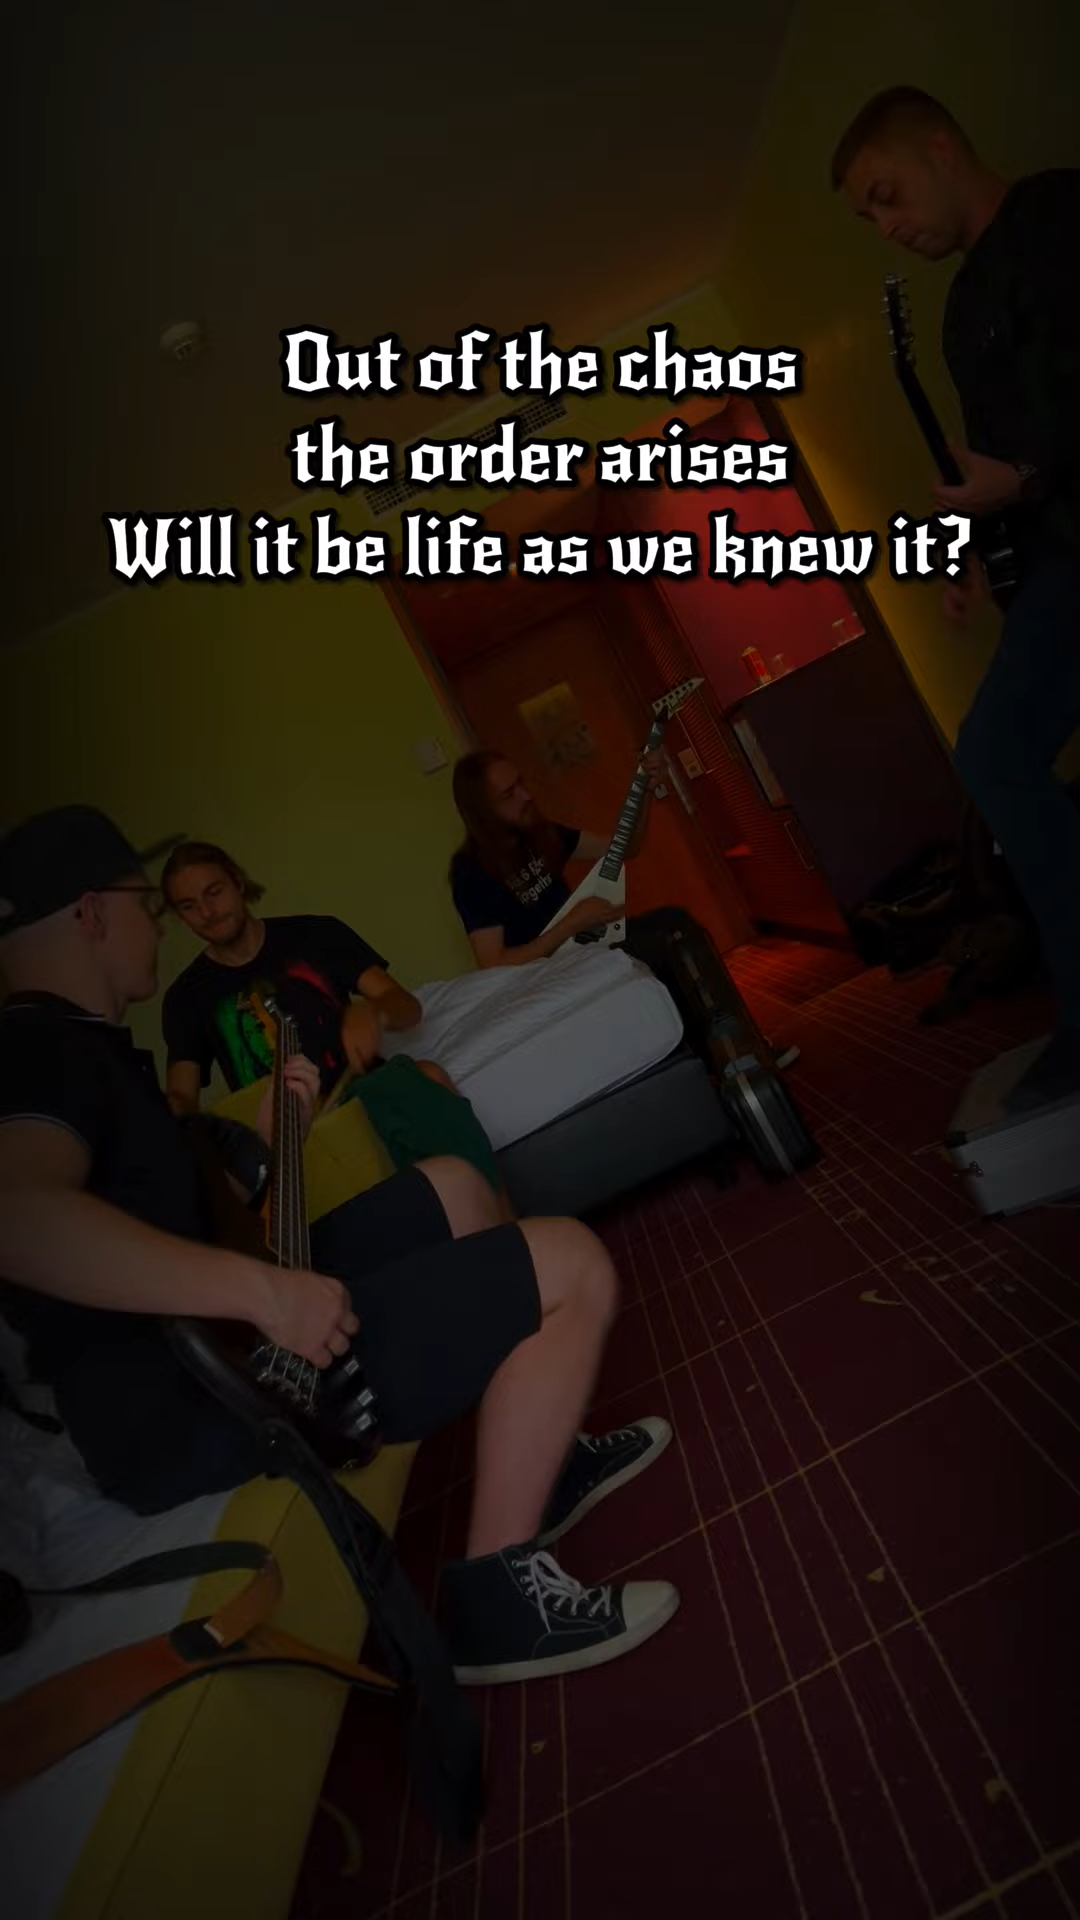 Out of the chaos
the order arises
Will it be life as we knew it?